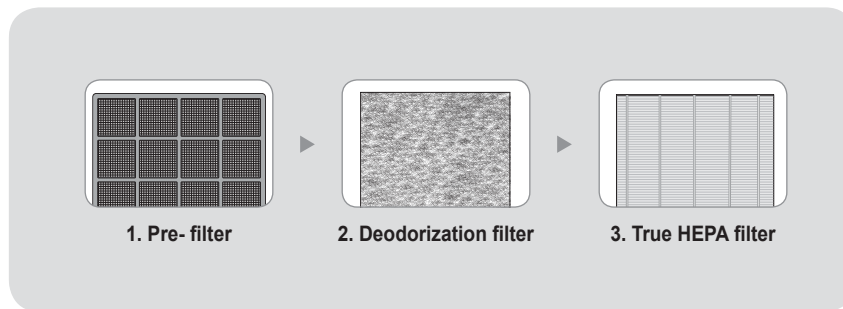 1. Pre- filter
2. Deodorization filter
3. True HEPA filter